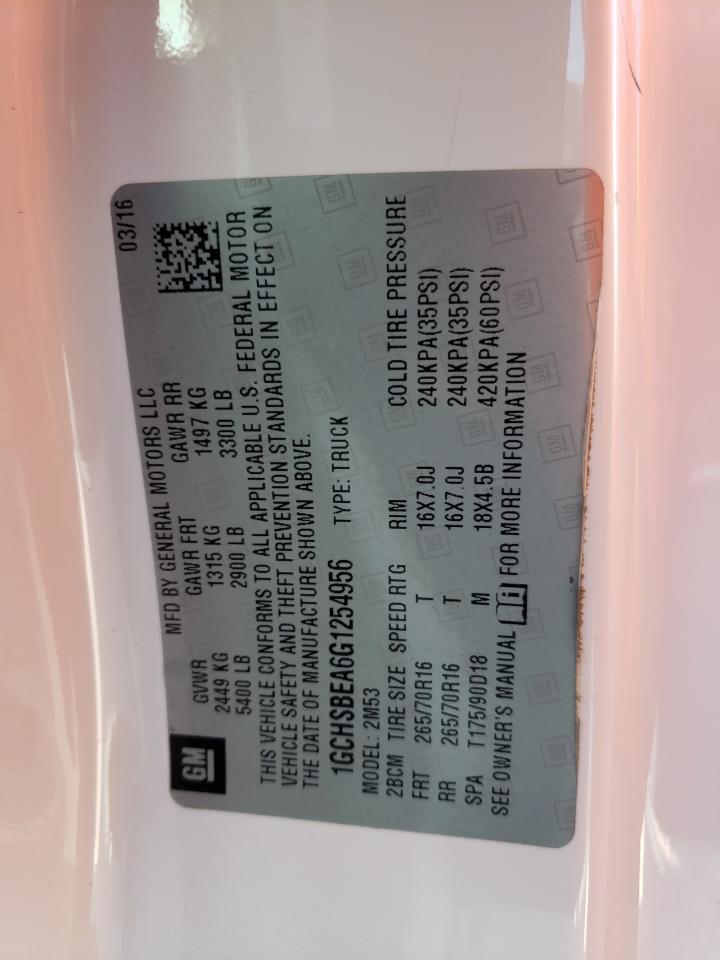 GM
MFD BY GENERAL MOTORS LLC
03/16
GVWR GAWR FRT GAWR RR
2449 KG 1315 KG 1497 KG
5400 LB 2900 LB 3300 LB
THIS VEHICLE CONFORMS TO ALL APPLICABLE U.S. FEDERAL MOTOR
VEHICLE SAFETY AND THEFT PREVENTION STANDARDS IN EFFECT ON
THE DATE OF MANUFACTURE SHOWN ABOVE.
1GCHSBEA6G1254956 TYPE: TRUCK
MODEL: 2M53
2BCM TIRE SIZE SPEED RTG RIM COLD TIRE PRESSURE
FRT 265/70R16 T 16X7.0J 240KPA(35PSI)
RR 265/70R16 T 16X7.0J 240KPA(35PSI)
SPA T175/90D18 M 18X4.5B 420KPA(60PSI)
SEE OWNER'S MANUAL FOR MORE INFORMATION